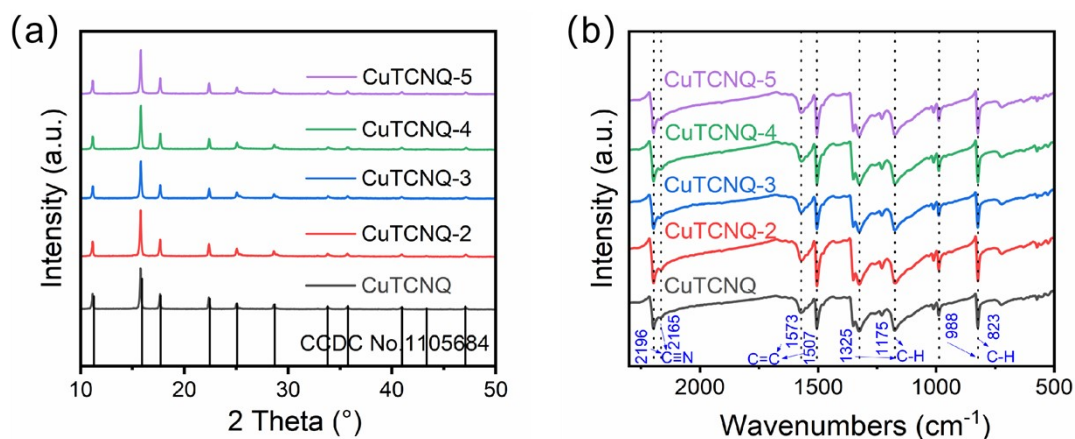 (a)
CuTCNQ-5
CuTCNQ-4
CuTCNQ-3
CuTCNQ-2
CuTCNQ
CCDC No.1105684
10 20 30 40 50
2 Theta (°)
Intensity (a.u.)
(b)
CuTCNQ-5
CuTCNQ-4
CuTCNQ-3
CuTCNQ-2
CuTCNQ
2196
2165
C≡N
1573
C=C
1507
1325
1175
C-H
988
823
C-H
2000 1500 1000 500
Wavenumbers (cm⁻¹)
Intensity (a.u.)